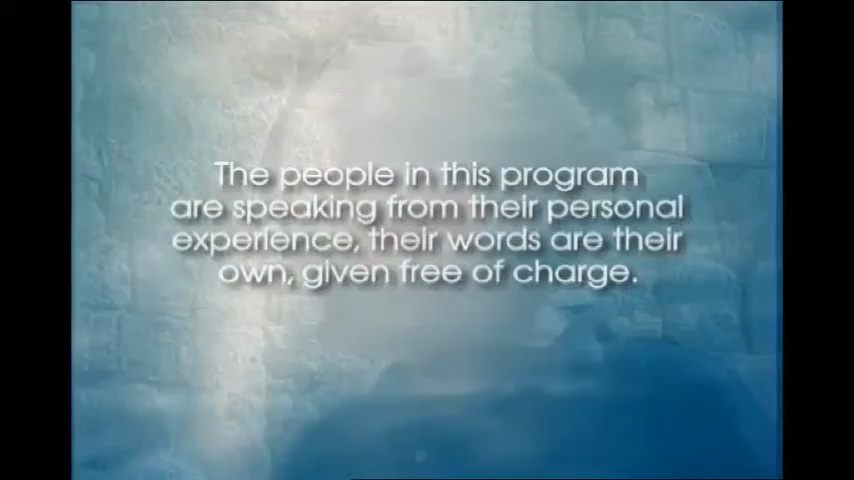 The people in this program
are speaking from their personal
experience, their words are their
own, given free of charge.